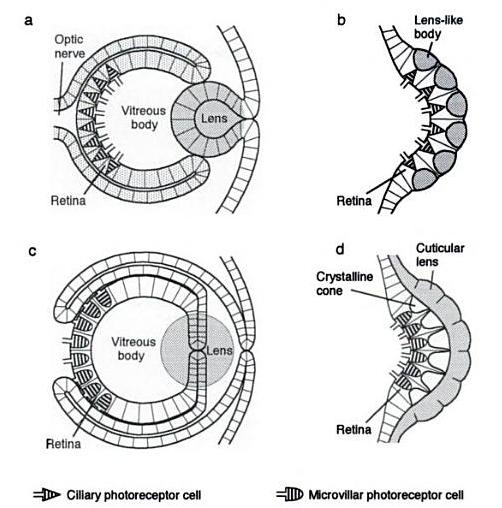 a
Optic
nerve
Vitreous
body
Lens
Retina
b
Lens-like
body
Retina
c
Vitreous
body
Lens
Retina
d
Cuticular
lens
Crystalline
cone
Retina
Ciliary photoreceptor cell
Microvillar photoreceptor cell